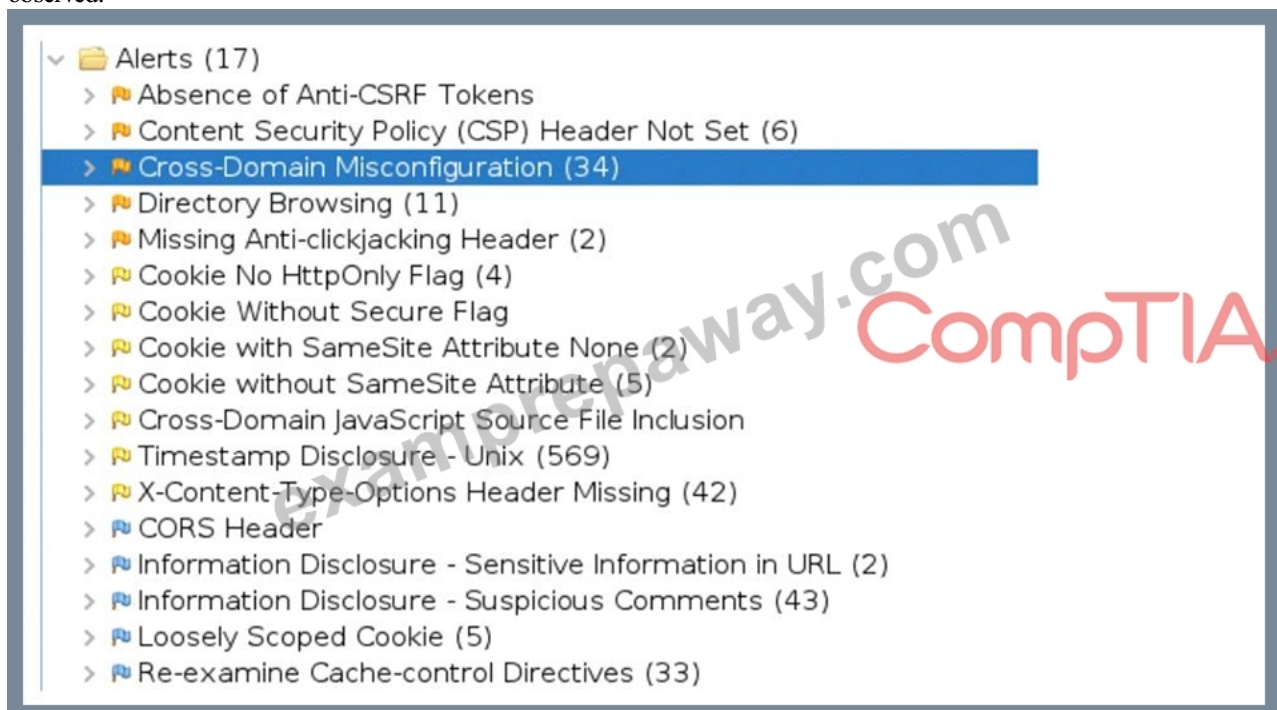 observed.
Alerts (17)
Absence of Anti-CSRF Tokens
Content Security Policy (CSP) Header Not Set (6)
Cross-Domain Misconfiguration (34)
Directory Browsing (11)
Missing Anti-clickjacking Header (2)
Cookie No HttpOnly Flag (4)
Cookie Without Secure Flag
Cookie with SameSite Attribute None (2)
Cookie without SameSite Attribute (5)
Cross-Domain JavaScript Source File Inclusion
Timestamp Disclosure - Unix (569)
X-Content-Type-Options Header Missing (42)
CORS Header
Information Disclosure - Sensitive Information in URL (2)
Information Disclosure - Suspicious Comments (43)
Loosely Scoped Cookie (5)
Re-examine Cache-control Directives (33)
examprepaway.com
CompTIA.